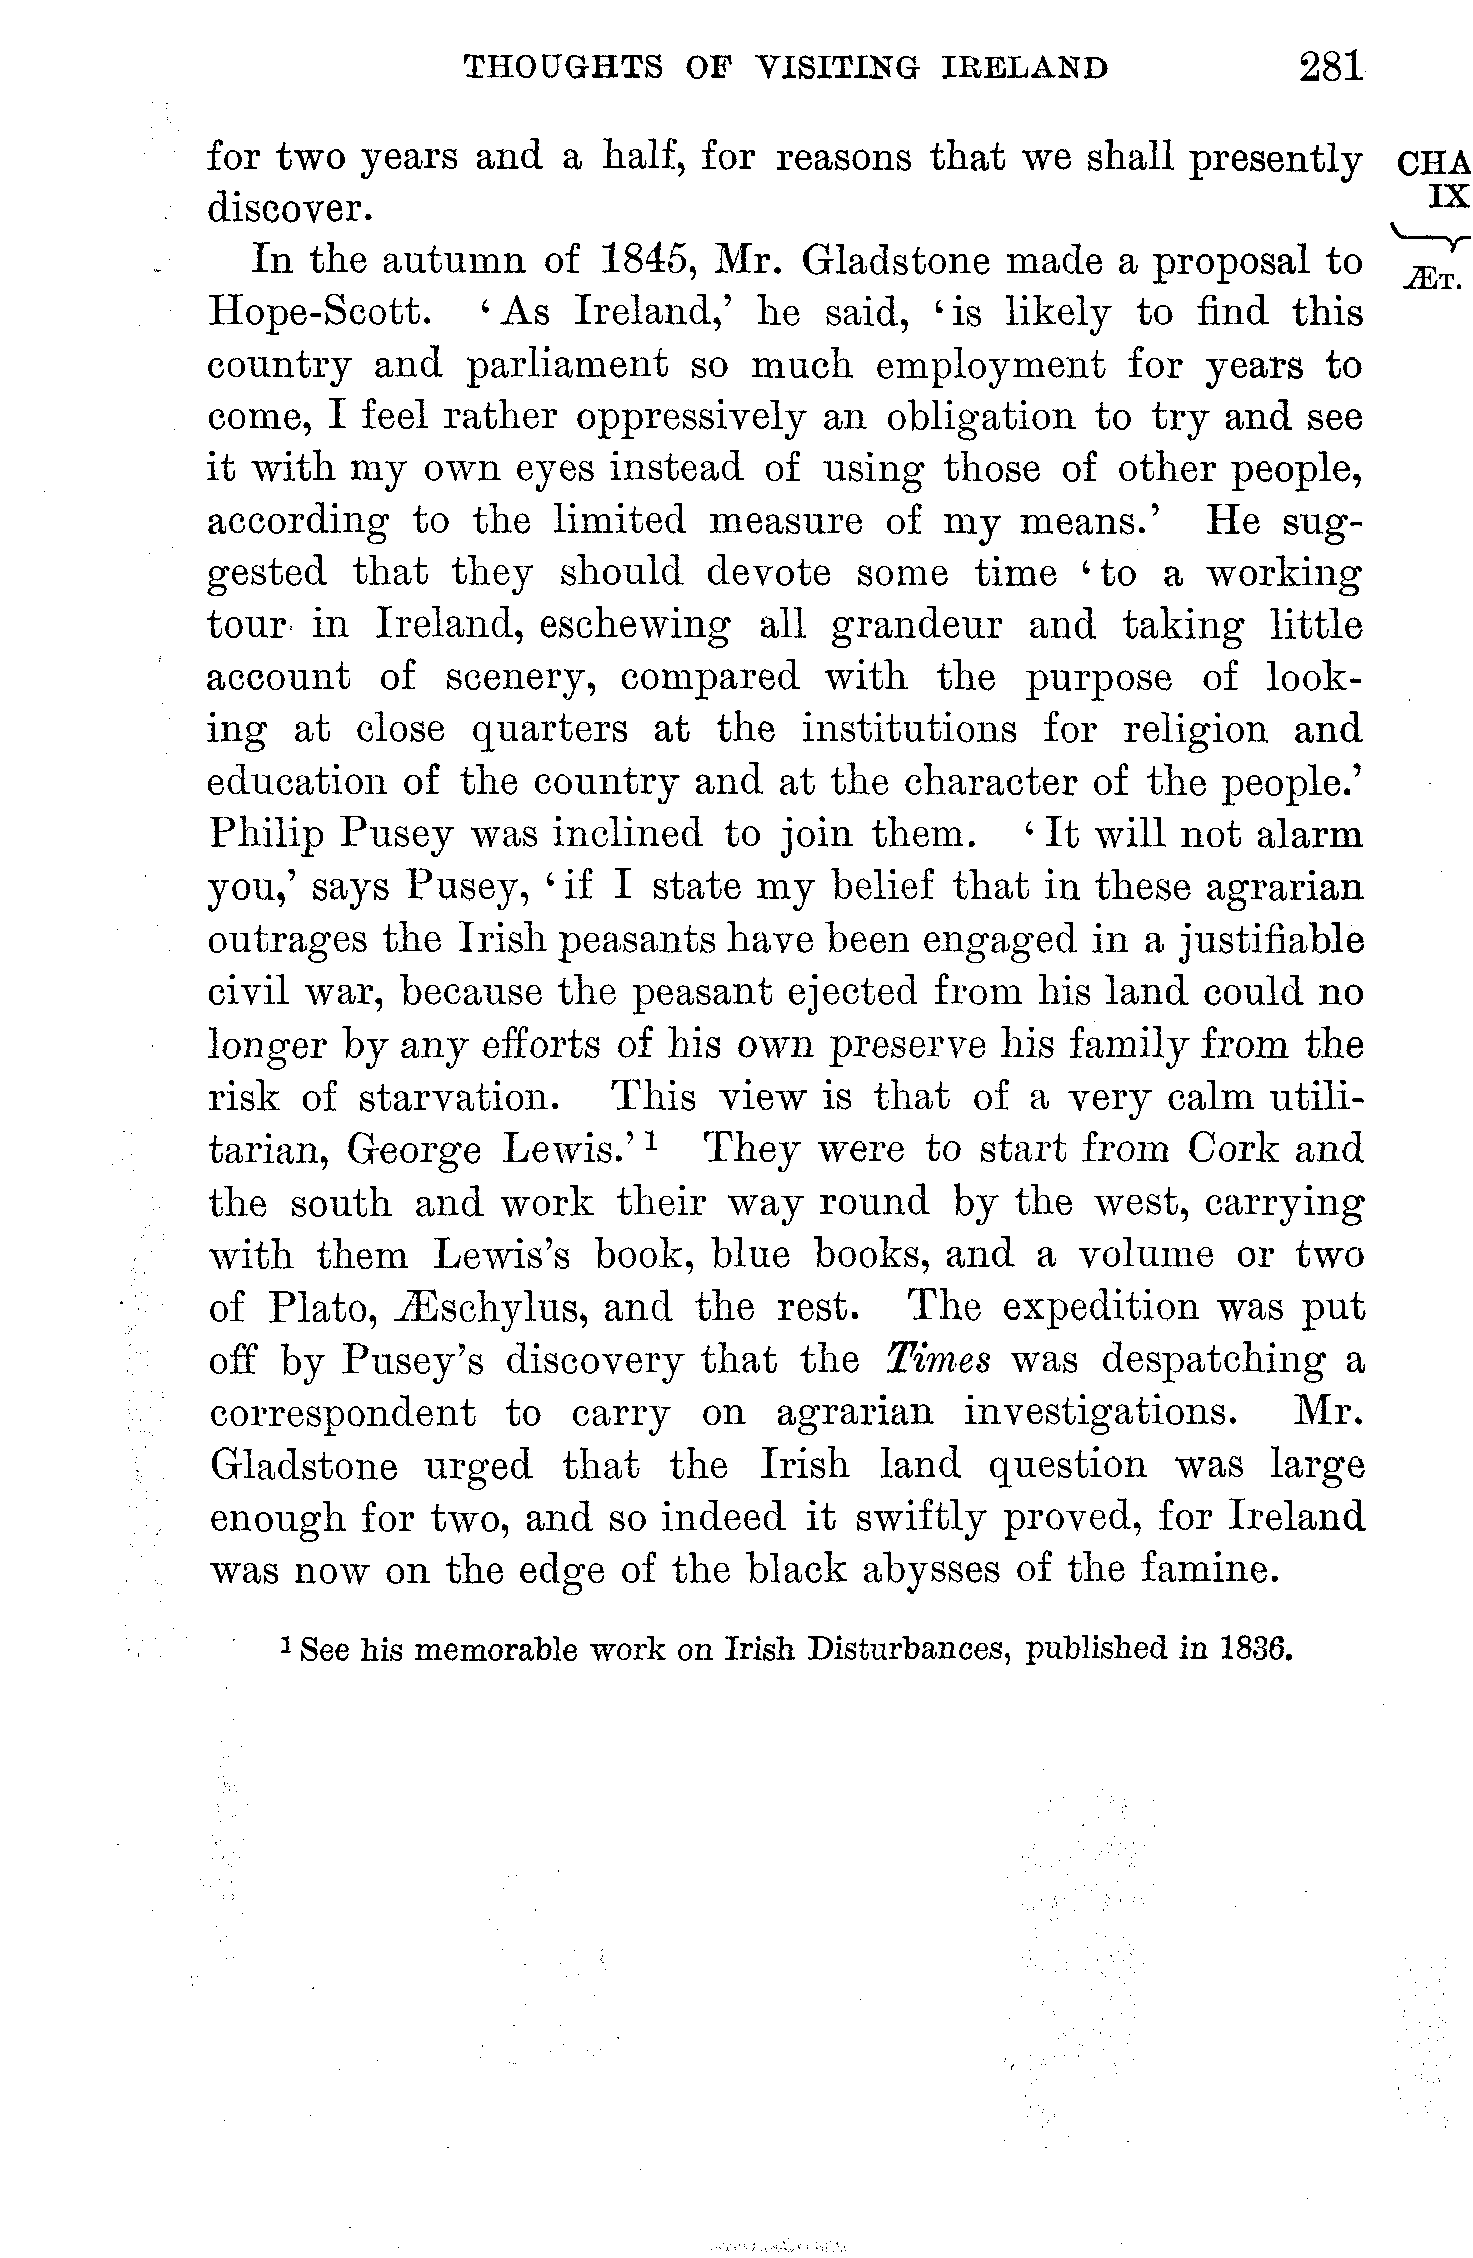 THOUGHTS OF VISITING IRELAND 281
for two years and a half, for reasons that we shall presently
discover.
In the autumn of 1845, Mr. Gladstone made a proposal to
Hope-Scott. ‘As Ireland,’ he said, ‘is likely to find this
country and parliament so much employment for years to
come, I feel rather oppressively an obligation to try and see
it with my own eyes instead of using those of other people,
according to the limited measure of my means.’ He sug-
gested that they should devote some time ‘to a working
tour in Ireland, eschewing all grandeur and taking little
account of scenery, compared with the purpose of look-
ing at close quarters at the institutions for religion and
education of the country and at the character of the people.’
Philip Pusey was inclined to join them. ‘It will not alarm
you,’ says Pusey, ‘if I state my belief that in these agrarian
outrages the Irish peasants have been engaged in a justifiable
civil war, because the peasant ejected from his land could no
longer by any efforts of his own preserve his family from the
risk of starvation. This view is that of a very calm utili-
tarian, George Lewis.’ 1 They were to start from Cork and
the south and work their way round by the west, carrying
with them Lewis's book, blue books, and a volume or two
of Plato, Æschylus, and the rest. The expedition was put
off by Pusey's discovery that the Times was despatching a
correspondent to carry on agrarian investigations. Mr.
Gladstone urged that the Irish land question was large
enough for two, and so indeed it swiftly proved, for Ireland
was now on the edge of the black abysses of the famine.
1 See his memorable work on Irish Disturbances, published in 1836.
CHA
IX
ÆT.